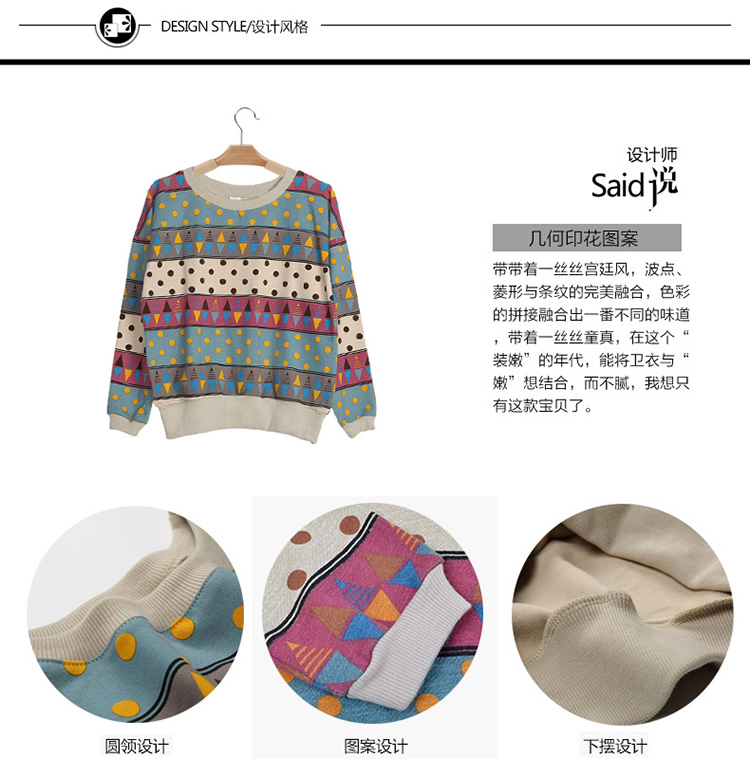 DESIGN STYLE/设计风格
设计师
Said说
几何印花图案
带带着一丝丝宫廷风，波点、
菱形与条纹的完美融合，色彩
的拼接融合出一番不同的味道
，带着一丝丝童真，在这个“
装嫩”的年代，能将卫衣与“
嫩”想结合，而不腻，我想只
有这款宝贝了。
圆领设计
图案设计
下摆设计